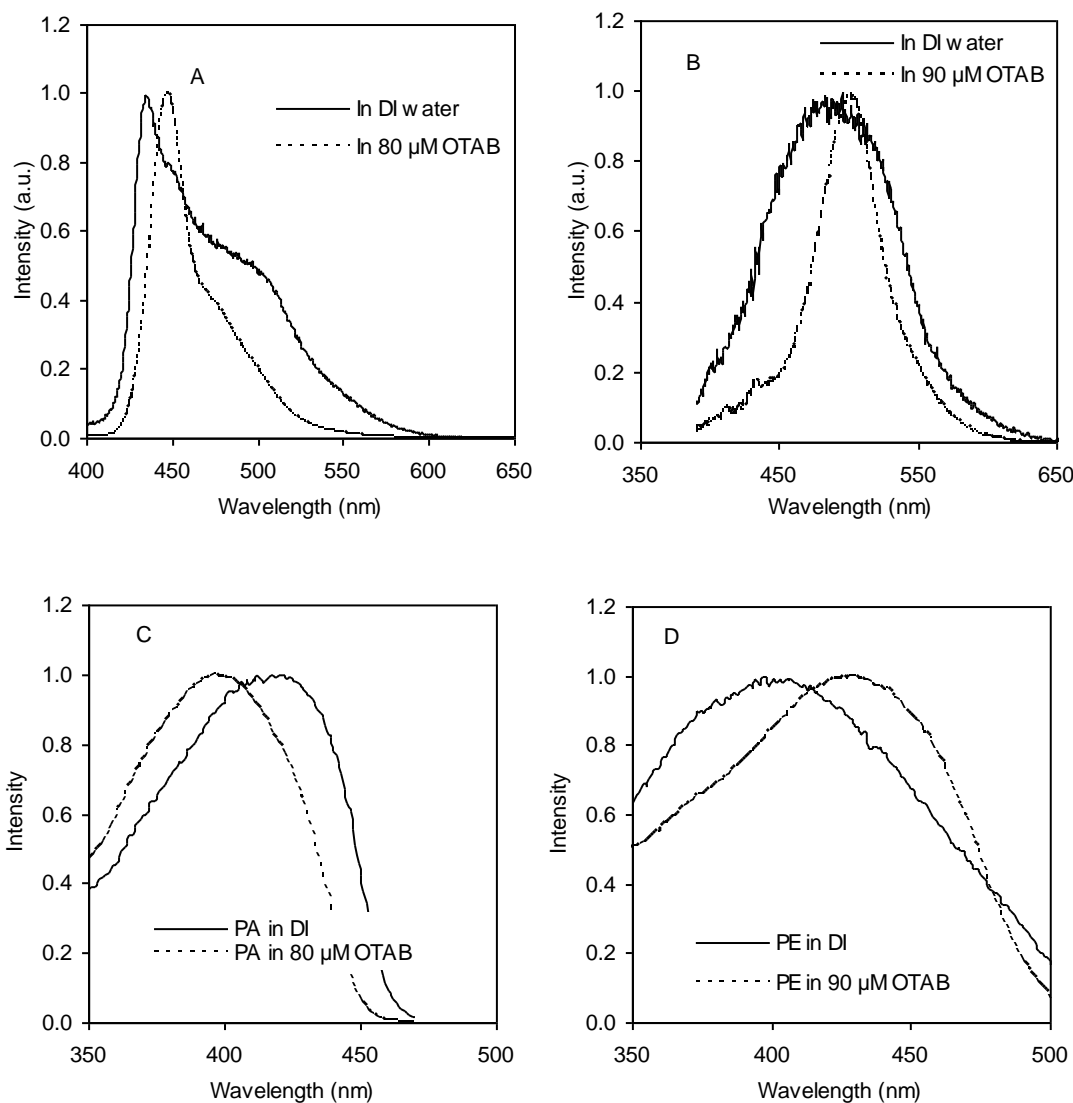 A
In DI water
In 80 µM OTAB
Intensity (a.u.)
1.2
1.0
0.8
0.6
0.4
0.2
0.0
400 450 500 550 600 650
Wavelength (nm)
B
In DI water
In 90 µM OTAB
Intensity (a.u.)
1.2
1.0
0.8
0.6
0.4
0.2
0.0
350 450 550 650
Wavelength (nm)
C
PA in DI
PA in 80 µM OTAB
Intensity
1.2
1.0
0.8
0.6
0.4
0.2
0.0
350 400 450 500
Wavelength (nm)
D
PE in DI
PE in 90 µM OTAB
Intensity
1.2
1.0
0.8
0.6
0.4
0.2
0.0
350 400 450 500
Wavelength (nm)